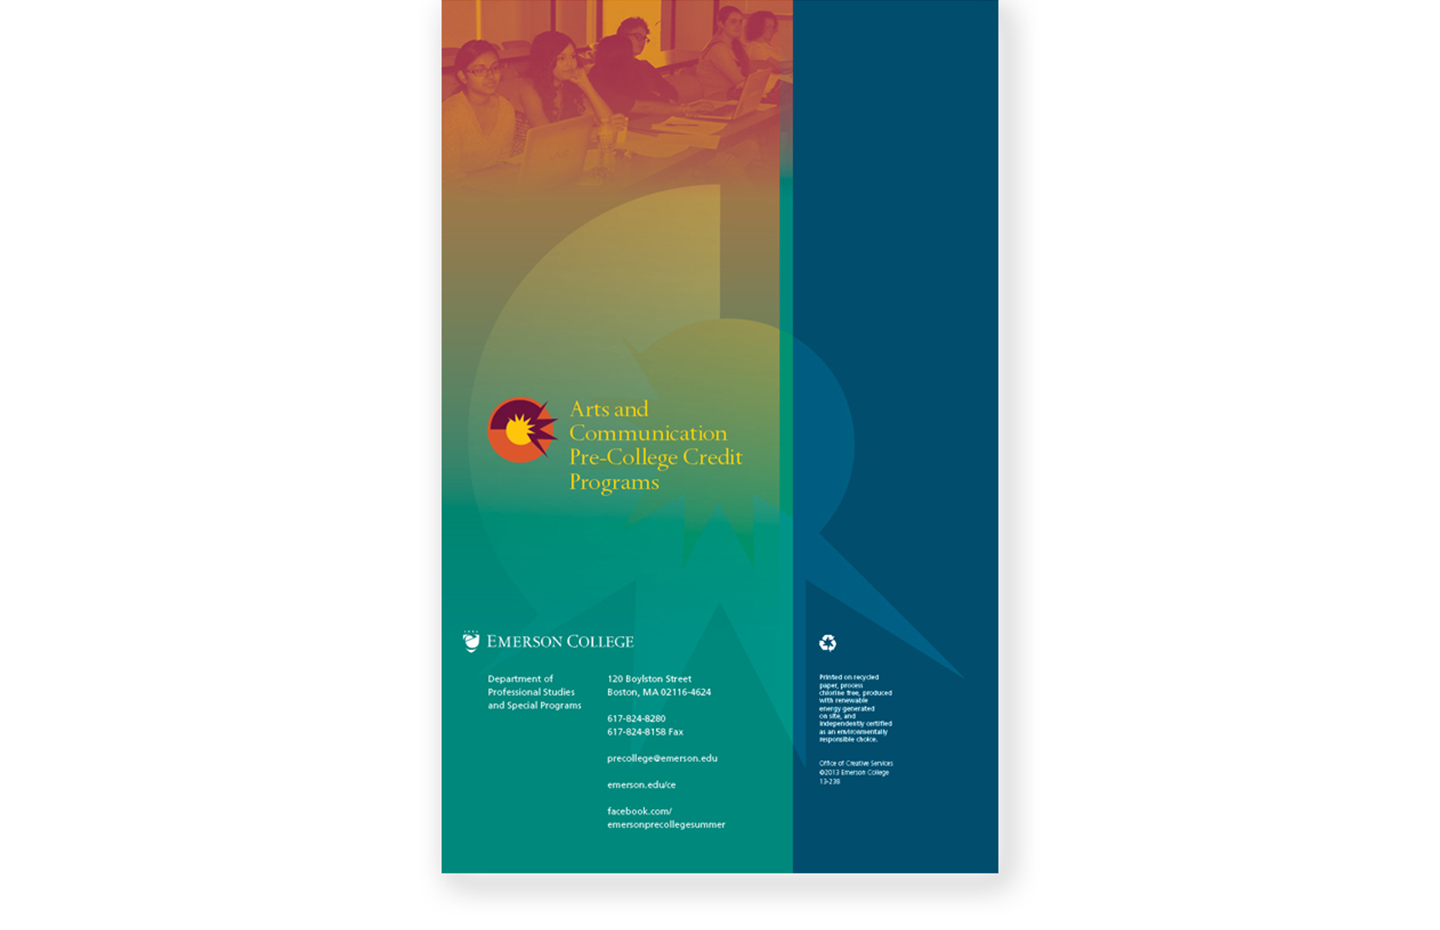 Arts and
Communication
Pre-College Credit
Programs
EMERSON COLLEGE
Department of
Professional Studies
and Special Programs
120 Boylston Street
Boston, MA 02116-4624
617-824-8280
617-824-8158 Fax
precollege@emerson.edu
emerson.edu/ce
facebook.com/
emersonprecollegesummer
Printed on recycled
paper, process
chlorine free, produced
with renewable
energy generated
on site, and
independently certified
as an environmentally
responsible choice.
Office of Creative Services
©2013 Emerson College
13-238